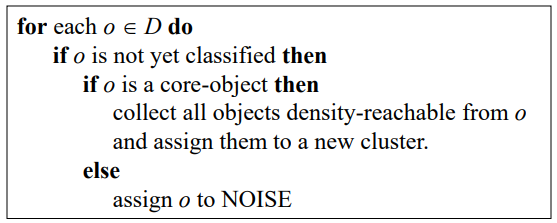 for each o ∈ D do
if o is not yet classified then
if o is a core-object then
collect all objects density-reachable from o
and assign them to a new cluster.
else
assign o to NOISE